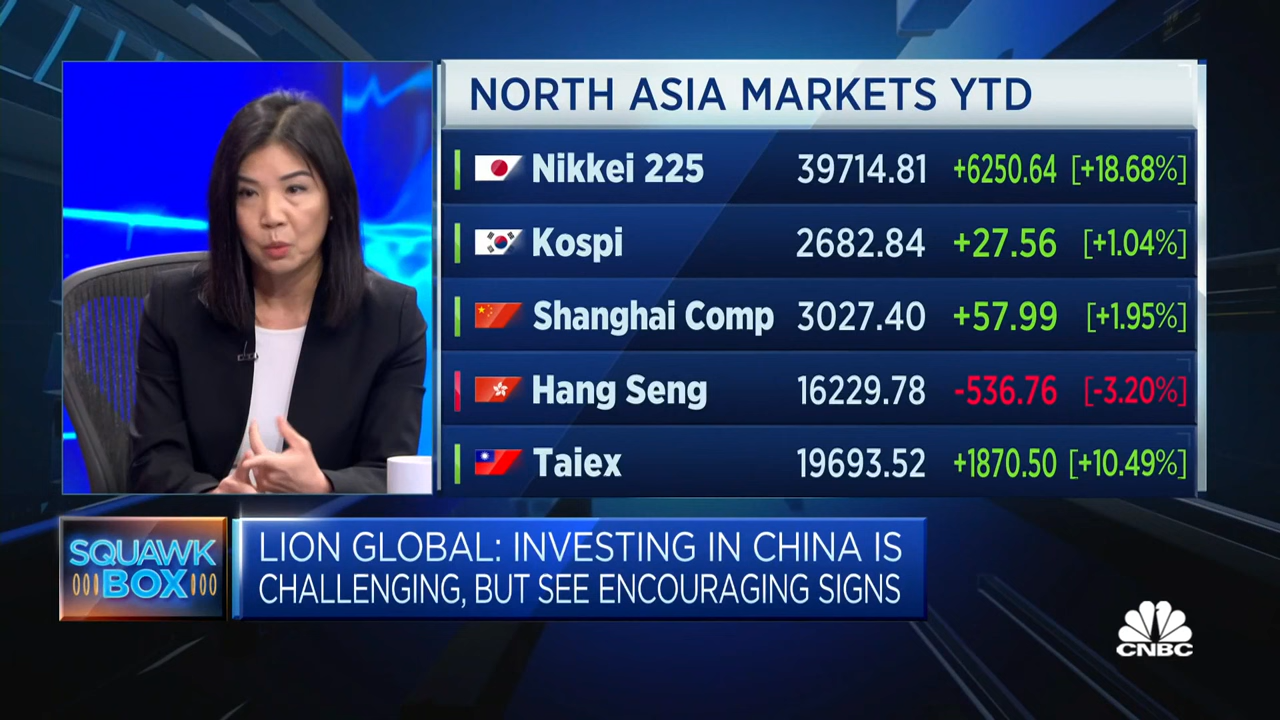 NORTH ASIA MARKETS YTD
Nikkei 225 39714.81 +6250.64 [+18.68%]
Kospi 2682.84 +27.56 [+1.04%]
Shanghai Comp 3027.40 +57.99 [+1.95%]
Hang Seng 16229.78 -536.76 [-3.20%]
Taiex 19693.52 +1870.50 [+10.49%]
SQUAWK
BOX
LION GLOBAL: INVESTING IN CHINA IS
CHALLENGING, BUT SEE ENCOURAGING SIGNS
CNBC